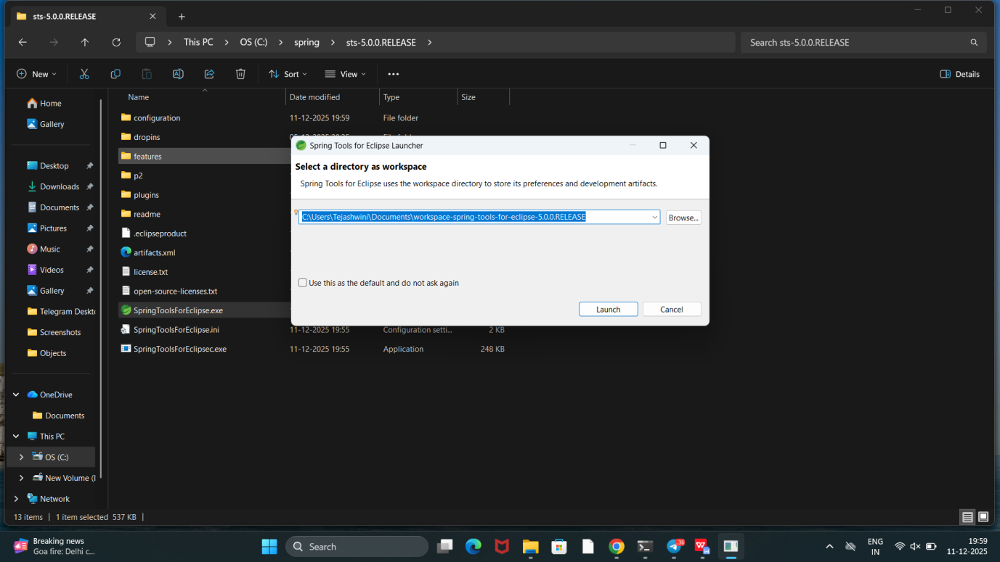 sts-5.0.0.RELEASE
This PC
OS (C:)
spring
sts-5.0.0.RELEASE
Search sts-5.0.0.RELEASE
New
Sort
View
Details
Name
Date modified
Type
Size
Home
Gallery
Desktop
Downloads
Documents
Pictures
Music
Videos
Gallery
Telegram Deskt
Screenshots
Objects
OneDrive
Documents
This PC
OS (C:)
New Volume (
Network
configuration 11-12-2025 19:59 File folder
dropins
features
p2
plugins
readme
.eclipseproduct
artifacts.xml
license.txt
open-source-licenses.txt
SpringToolsForEclipse.exe
SpringToolsForEclipse.ini 11-12-2025 19:55 Configuration setti... 2 KB
SpringToolsForEclipsec.exe 11-12-2025 19:55 Application 248 KB
Spring Tools for Eclipse Launcher
Select a directory as workspace
Spring Tools for Eclipse uses the workspace directory to store its preferences and development artifacts.
C:\Users\Tejashwini\Documents\workspace-spring-tools-for-eclipse-5.0.0.RELEASE
Browse...
Use this as the default and do not ask again
Launch
Cancel
13 items | 1 item selected 537 KB |
Breaking news
Goa fire: Delhi c...
Search
36
ENG
IN
19:59
11-12-2025